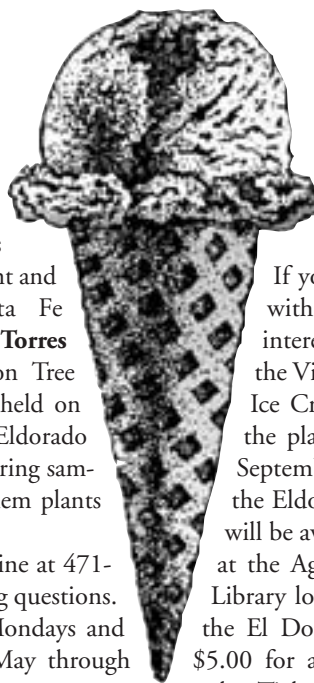 s
nt and
ta Fe
Torres
on Tree
held on
Eldorado
ring sam-
em plants
ine at 471-
g questions.
Mondays and
May through
If yo
with
intere
the Vi
Ice Cr
the pla
Septemb
the Eldo
will be av
at the Ag
Library lo
the El Do
$5.00 for a